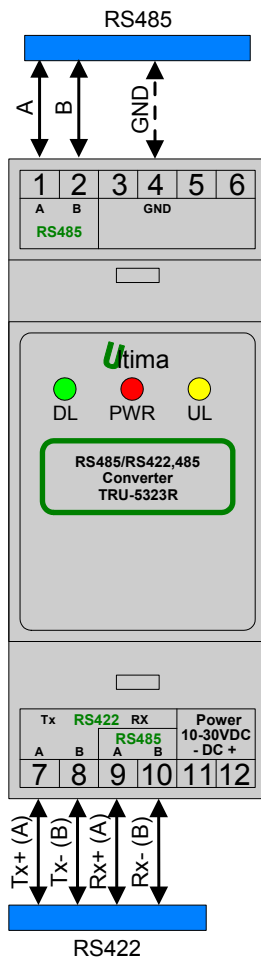 RS485
A B GND
1 2 3 4 5 6
A B GND
RS485
Ultima
DL PWR UL
RS485/RS422,485
Converter
TRU-5323R
Tx RS422 RX Power
RS485 10-30VDC
A B A B - DC +
7 8 9 10 11 12
Tx+ (A) Tx- (B) Rx+ (A) Rx- (B)
RS422